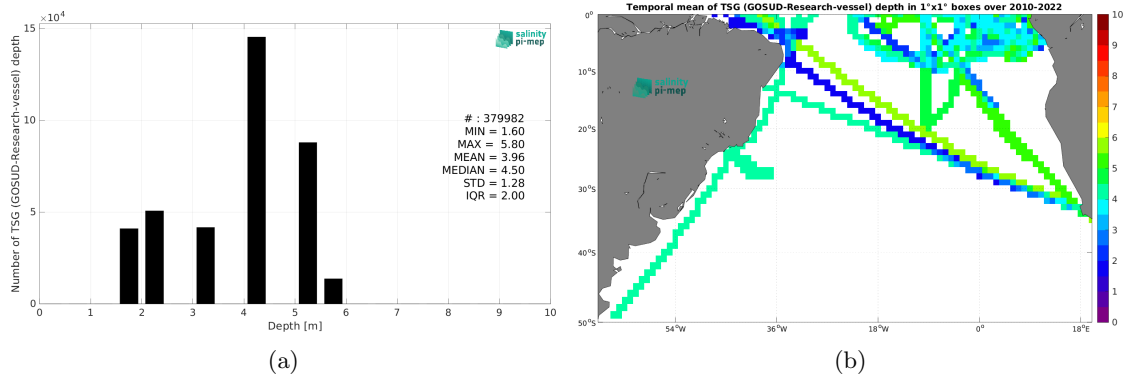 ×10⁴
15
10
5
0
0 1 2 3 4 5 6 7 8 9 10
Number of TSG (GOSUD-Research-vessel) depth
Depth [m]
salinity
pi-mep
# : 379982
MIN = 1.60
MAX = 5.80
MEAN = 3.96
MEDIAN = 4.50
STD = 1.28
IQR = 2.00
(a)
Temporal mean of TSG (GOSUD-Research-vessel) depth in 1°x1° boxes over 2010-2022
salinity
pi-mep
0°
10°S
20°S
30°S
40°S
50°S
54°W 36°W 18°W 0° 18°E
10
9
8
7
6
5
4
3
2
1
0
(b)